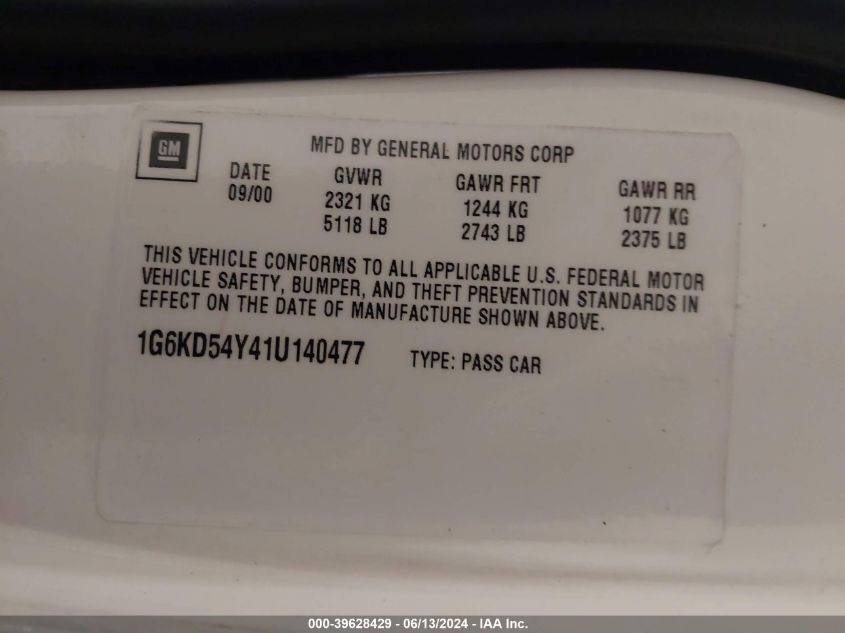 GM
MFD BY GENERAL MOTORS CORP
DATE GVWR GAWR FRT GAWR RR
09/00 2321 KG 1244 KG 1077 KG
5118 LB 2743 LB 2375 LB
THIS VEHICLE CONFORMS TO ALL APPLICABLE U.S. FEDERAL MOTOR
VEHICLE SAFETY, BUMPER, AND THEFT PREVENTION STANDARDS IN
EFFECT ON THE DATE OF MANUFACTURE SHOWN ABOVE.
1G6KD54Y41U140477 TYPE: PASS CAR
000-39628429 - 06/13/2024 - IAA Inc.